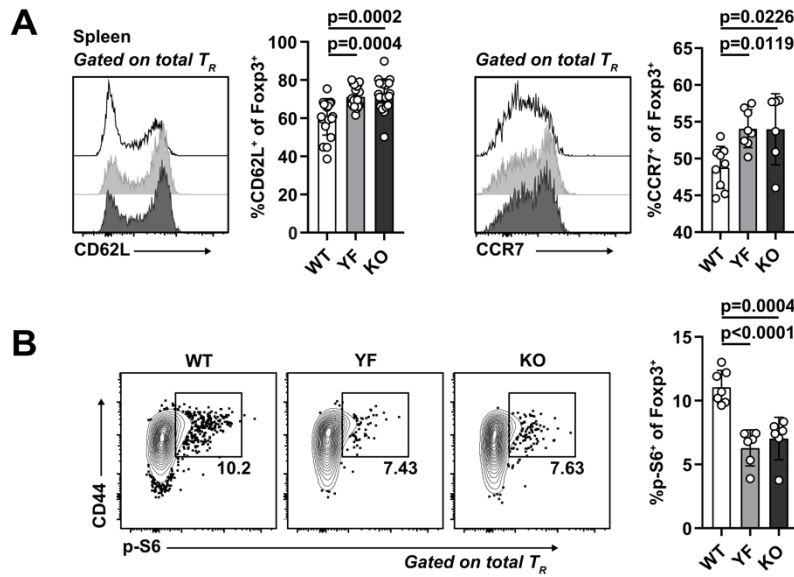 A
Spleen
Gated on total TR
CD62L
%CD62L+ of Foxp3+
100
80
60
40
20
0
p=0.0002
p=0.0004
WT YF KO
Gated on total TR
CCR7
%CCR7+ of Foxp3+
65
60
55
50
45
40
p=0.0226
p=0.0119
WT YF KO
B
WT YF KO
CD44
10.2 7.43 7.63
p-S6
Gated on total TR
%p-S6+ of Foxp3+
15
10
5
0
p=0.0004
p<0.0001
WT YF KO